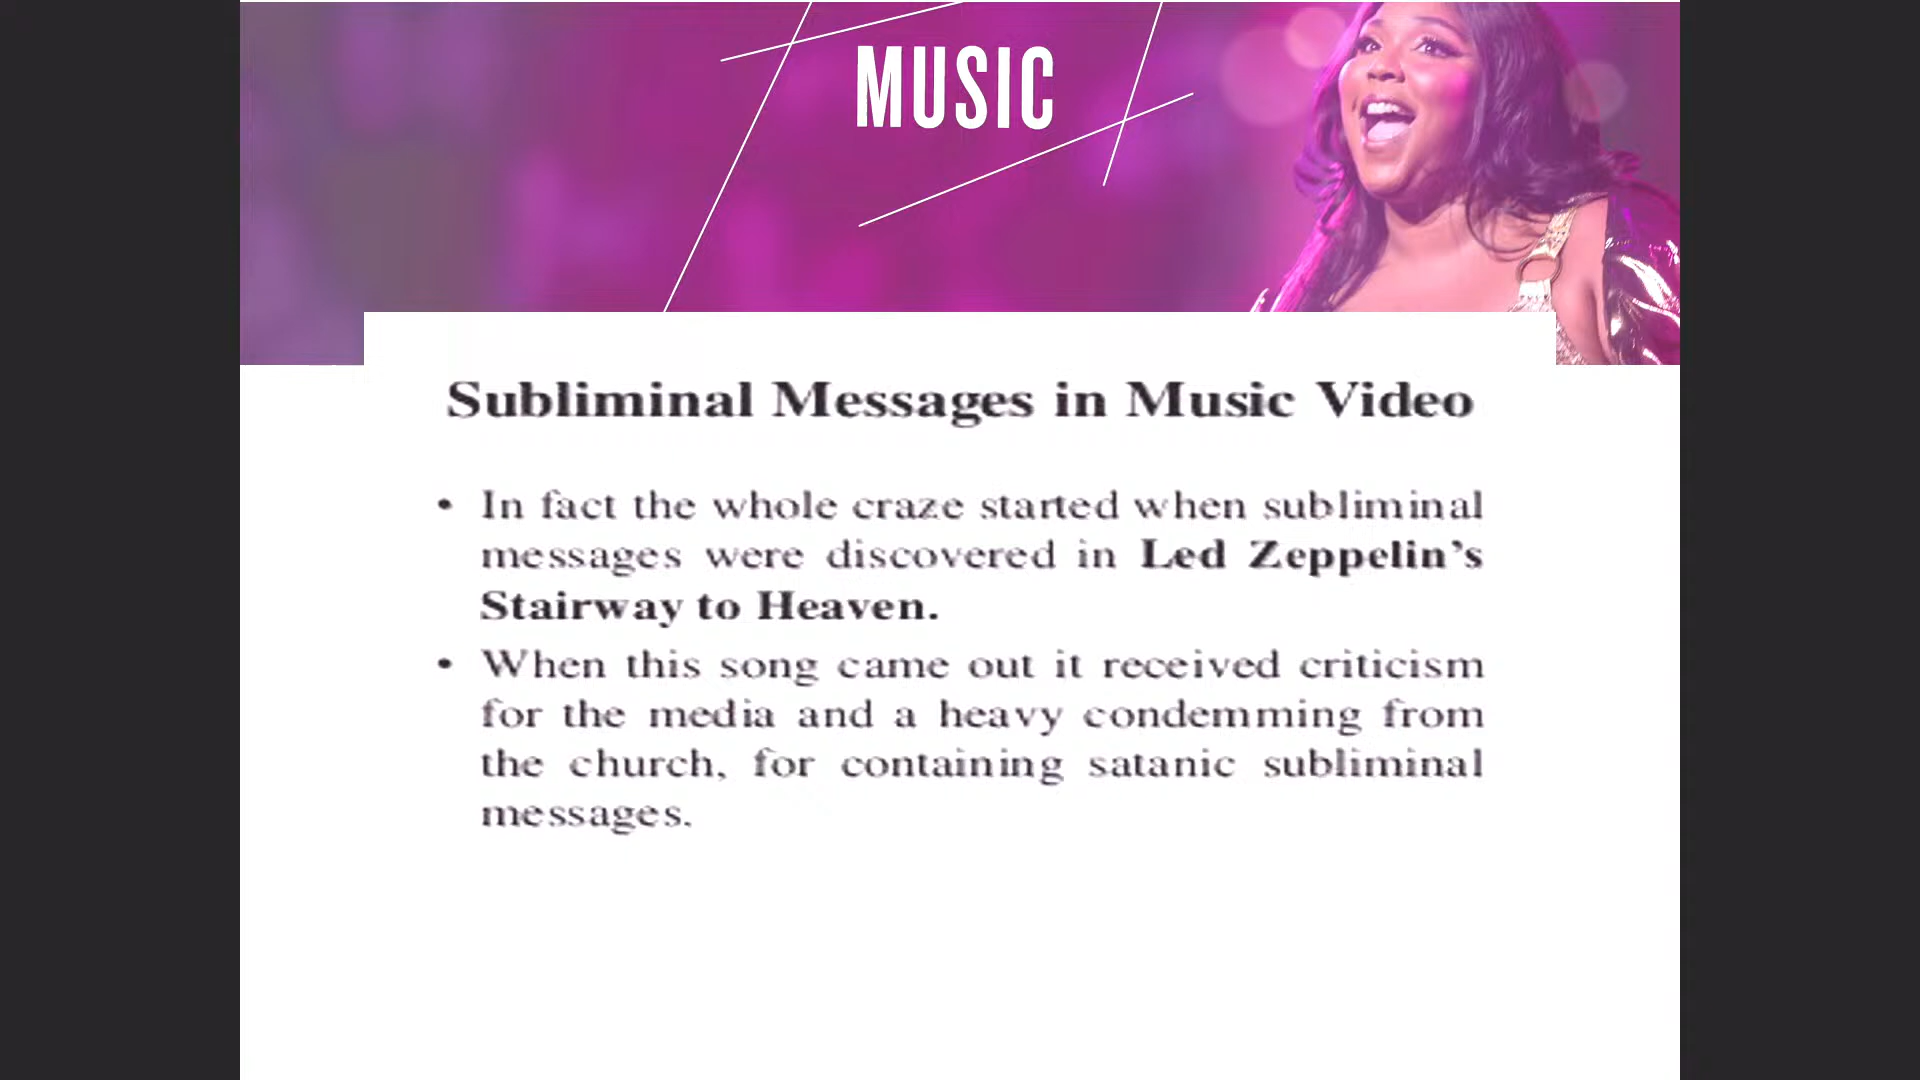 MUSIC
Subliminal Messages in Music Video
• In fact the whole craze started when subliminal
messages were discovered in Led Zeppelin's
Stairway to Heaven.
• When this song came out it received criticism
for the media and a heavy condemming from
the church, for containing satanic subliminal
messages.